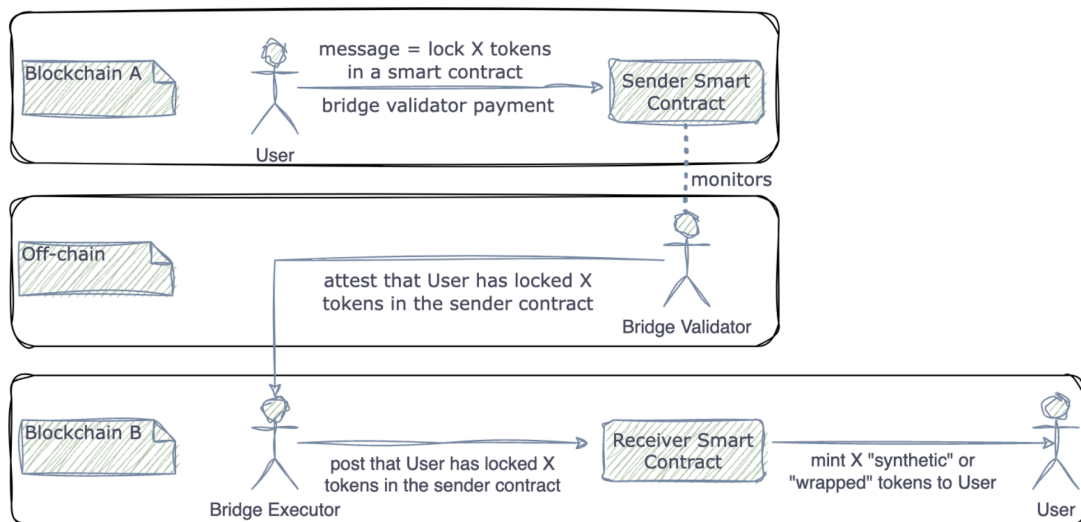 Blockchain A
message = lock X tokens
in a smart contract
bridge validator payment
User
Sender Smart
Contract
monitors
Off-chain
attest that User has locked X
tokens in the sender contract
Bridge Validator
Blockchain B
Bridge Executor
post that User has locked X
tokens in the sender contract
Receiver Smart
Contract
mint X "synthetic" or
"wrapped" tokens to User
User